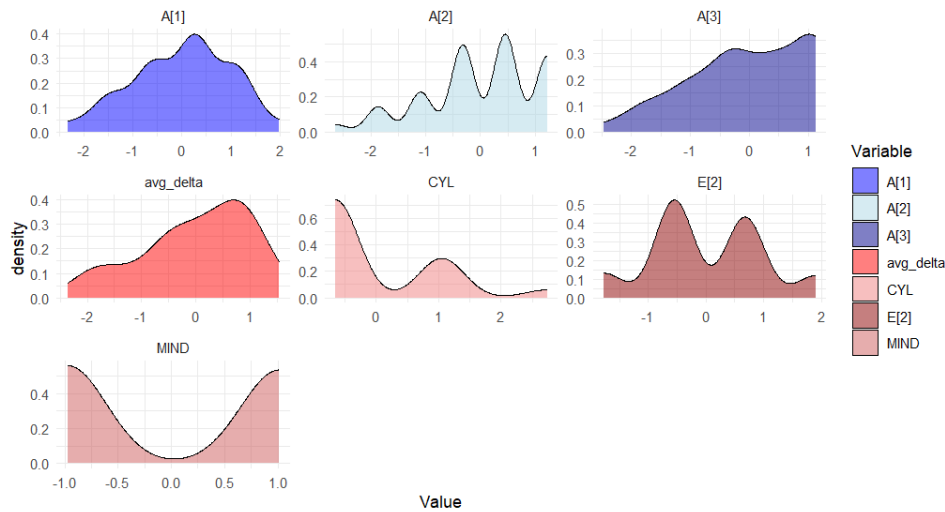 A[1] A[2] A[3]
0.4
0.3
0.2
0.1
0.0
0.4
0.2
0.0
0.3
0.2
0.1
0.0
-2 -1 0 1 2
-2 -1 0 1
-2 -1 0 1
avg_delta CYL E[2]
0.4
0.3
0.2
0.1
0.0
0.6
0.4
0.2
0.0
0.5
0.4
0.3
0.2
0.1
0.0
-2 -1 0 1
0 1 2
-1 0 1 2
MIND
0.4
0.2
0.0
-1.0 -0.5 0.0 0.5 1.0
density
Value
Variable
A[1]
A[2]
A[3]
avg_delta
CYL
E[2]
MIND